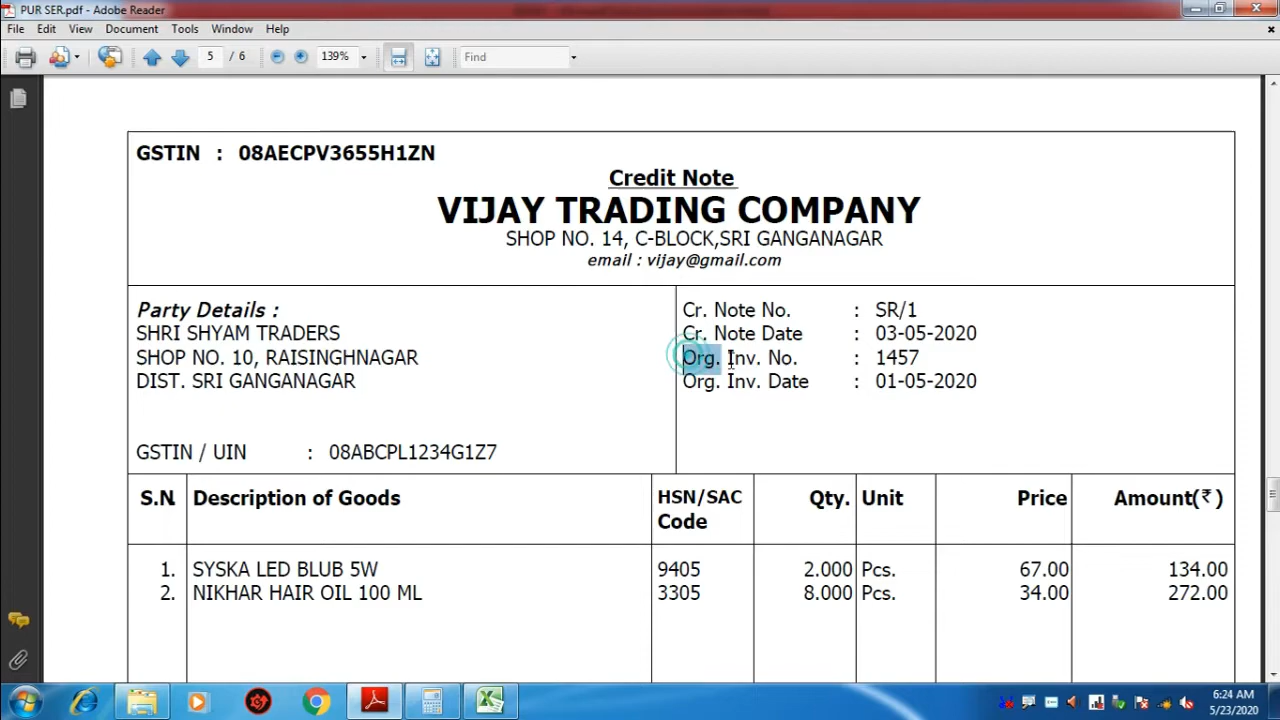 PUR SER.pdf - Adobe Reader
File Edit View Document Tools Window Help
5 / 6 139% Find
GSTIN : 08AECPV3655H1ZN
Credit Note
VIJAY TRADING COMPANY
SHOP NO. 14, C-BLOCK,SRI GANGANAGAR
email : vijay@gmail.com
Party Details :
SHRI SHYAM TRADERS
SHOP NO. 10, RAISINGHNAGAR
DIST. SRI GANGANAGAR
GSTIN / UIN : 08ABCPL1234G1Z7
Cr. Note No. : SR/1
Cr. Note Date : 03-05-2020
Org. Inv. No. : 1457
Org. Inv. Date : 01-05-2020
S.N Description of Goods HSN/SAC Code Qty. Unit Price Amount(₹)
1. SYSKA LED BLUB 5W 9405 2.000 Pcs. 67.00 134.00
2. NIKHAR HAIR OIL 100 ML 3305 8.000 Pcs. 34.00 272.00
6:24 AM
5/23/2020